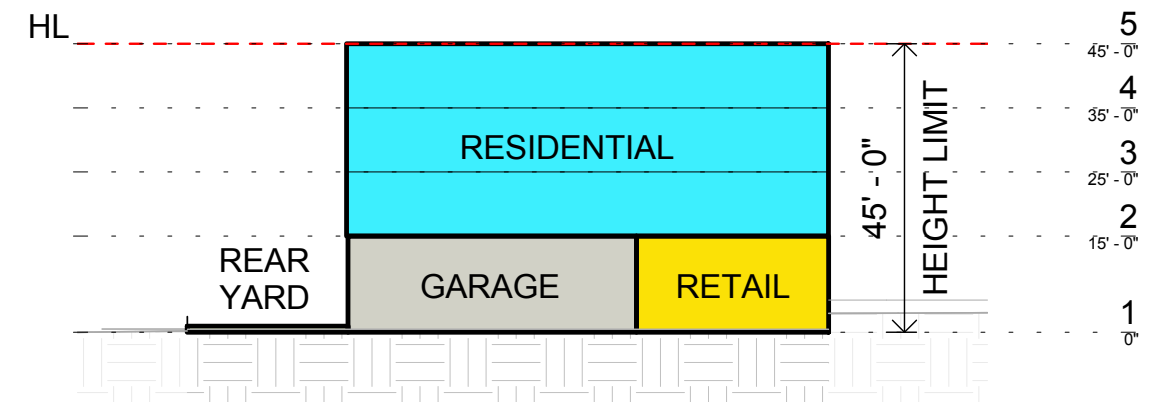 HL
5
45' - 0"
4
35' - 0"
RESIDENTIAL
3
25' - 0"
45' - 0"
HEIGHT LIMIT
2
15' - 0"
REAR
YARD
GARAGE
RETAIL
1
0"